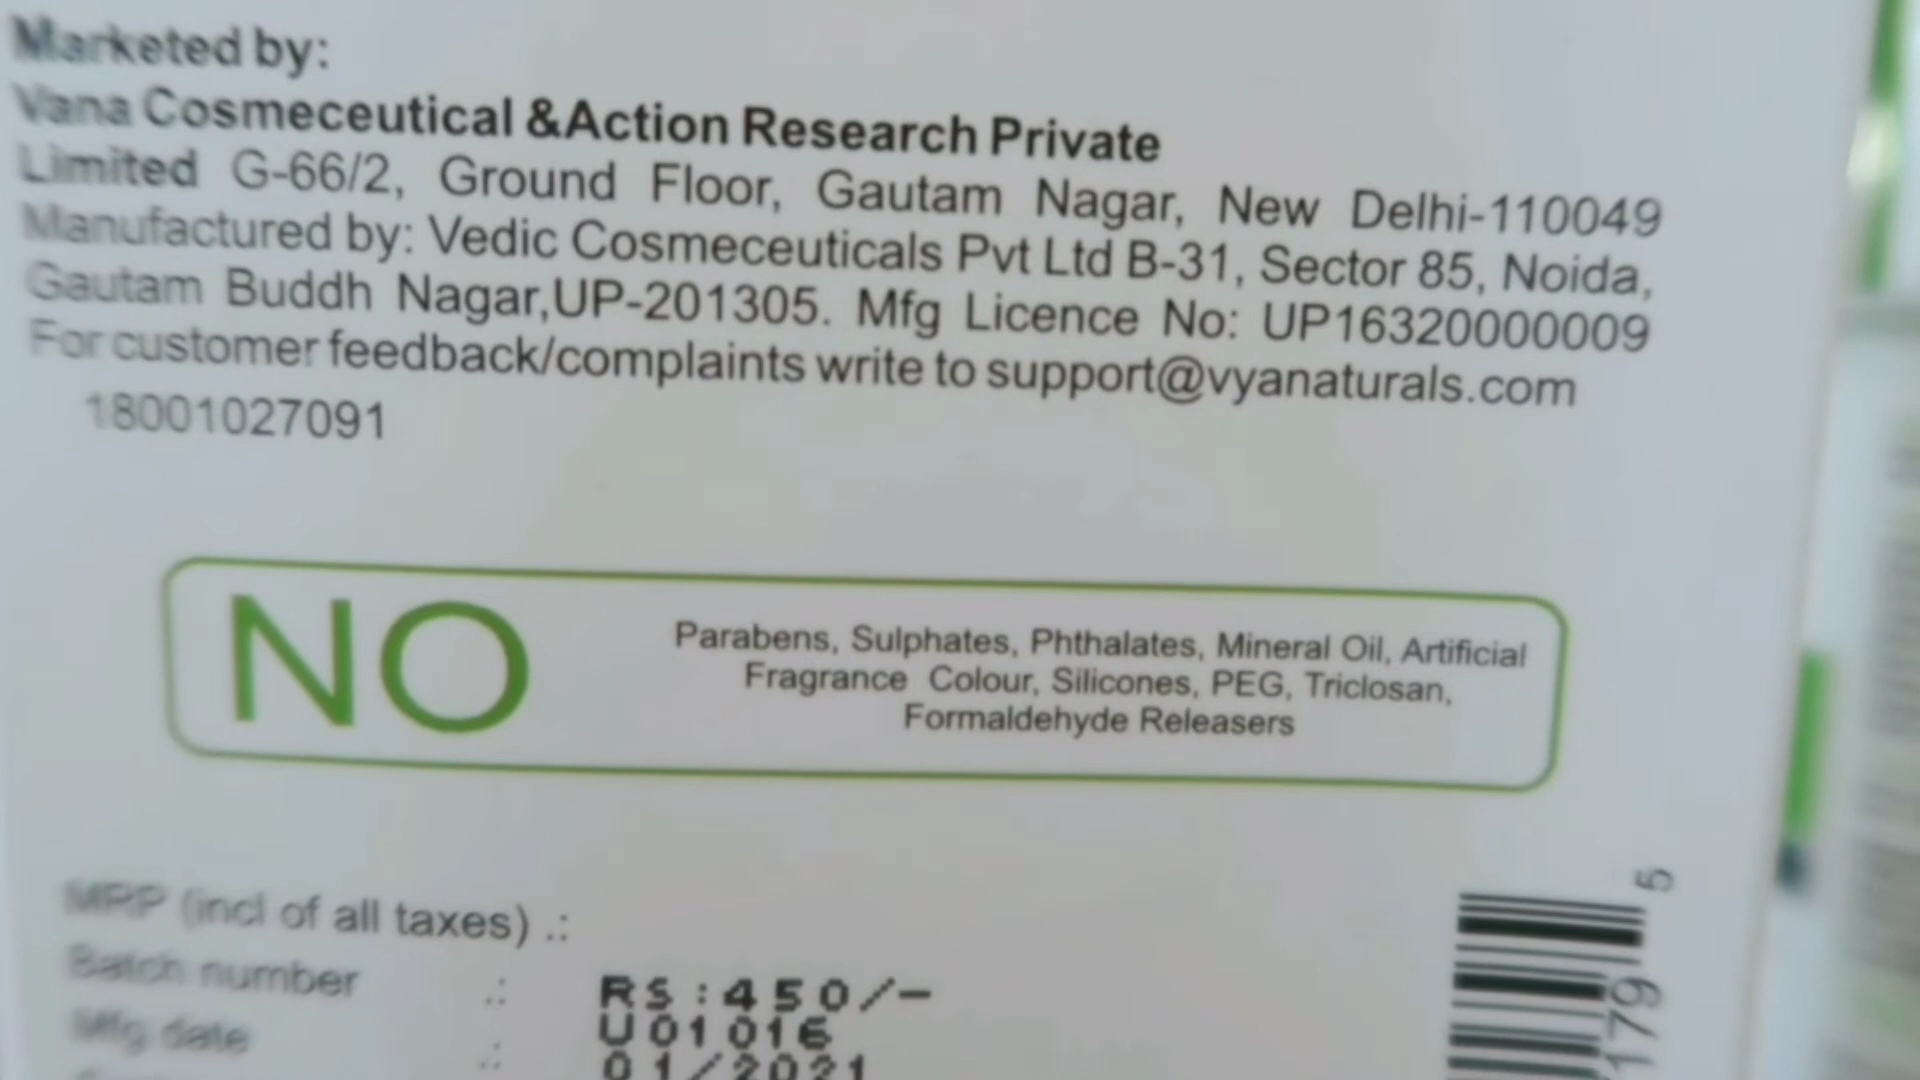 Marketed by:
Vana Cosmeceutical &Action Research Private
Limited G-66/2, Ground Floor, Gautam Nagar, New Delhi-110049
Manufactured by: Vedic Cosmeceuticals Pvt Ltd B-31, Sector 85, Noida,
Gautam Buddh Nagar,UP-201305. Mfg Licence No: UP16320000009
For customer feedback/complaints write to support@vyanaturals.com
18001027091
NO
Parabens, Sulphates, Phthalates, Mineral Oil, Artificial
Fragrance Colour, Silicones, PEG, Triclosan,
Formaldehyde Releasers
MRP (incl of all taxes) .:
Batch number .:
RS:450/-
Mfg date .:
U01016
01/2021
5
179